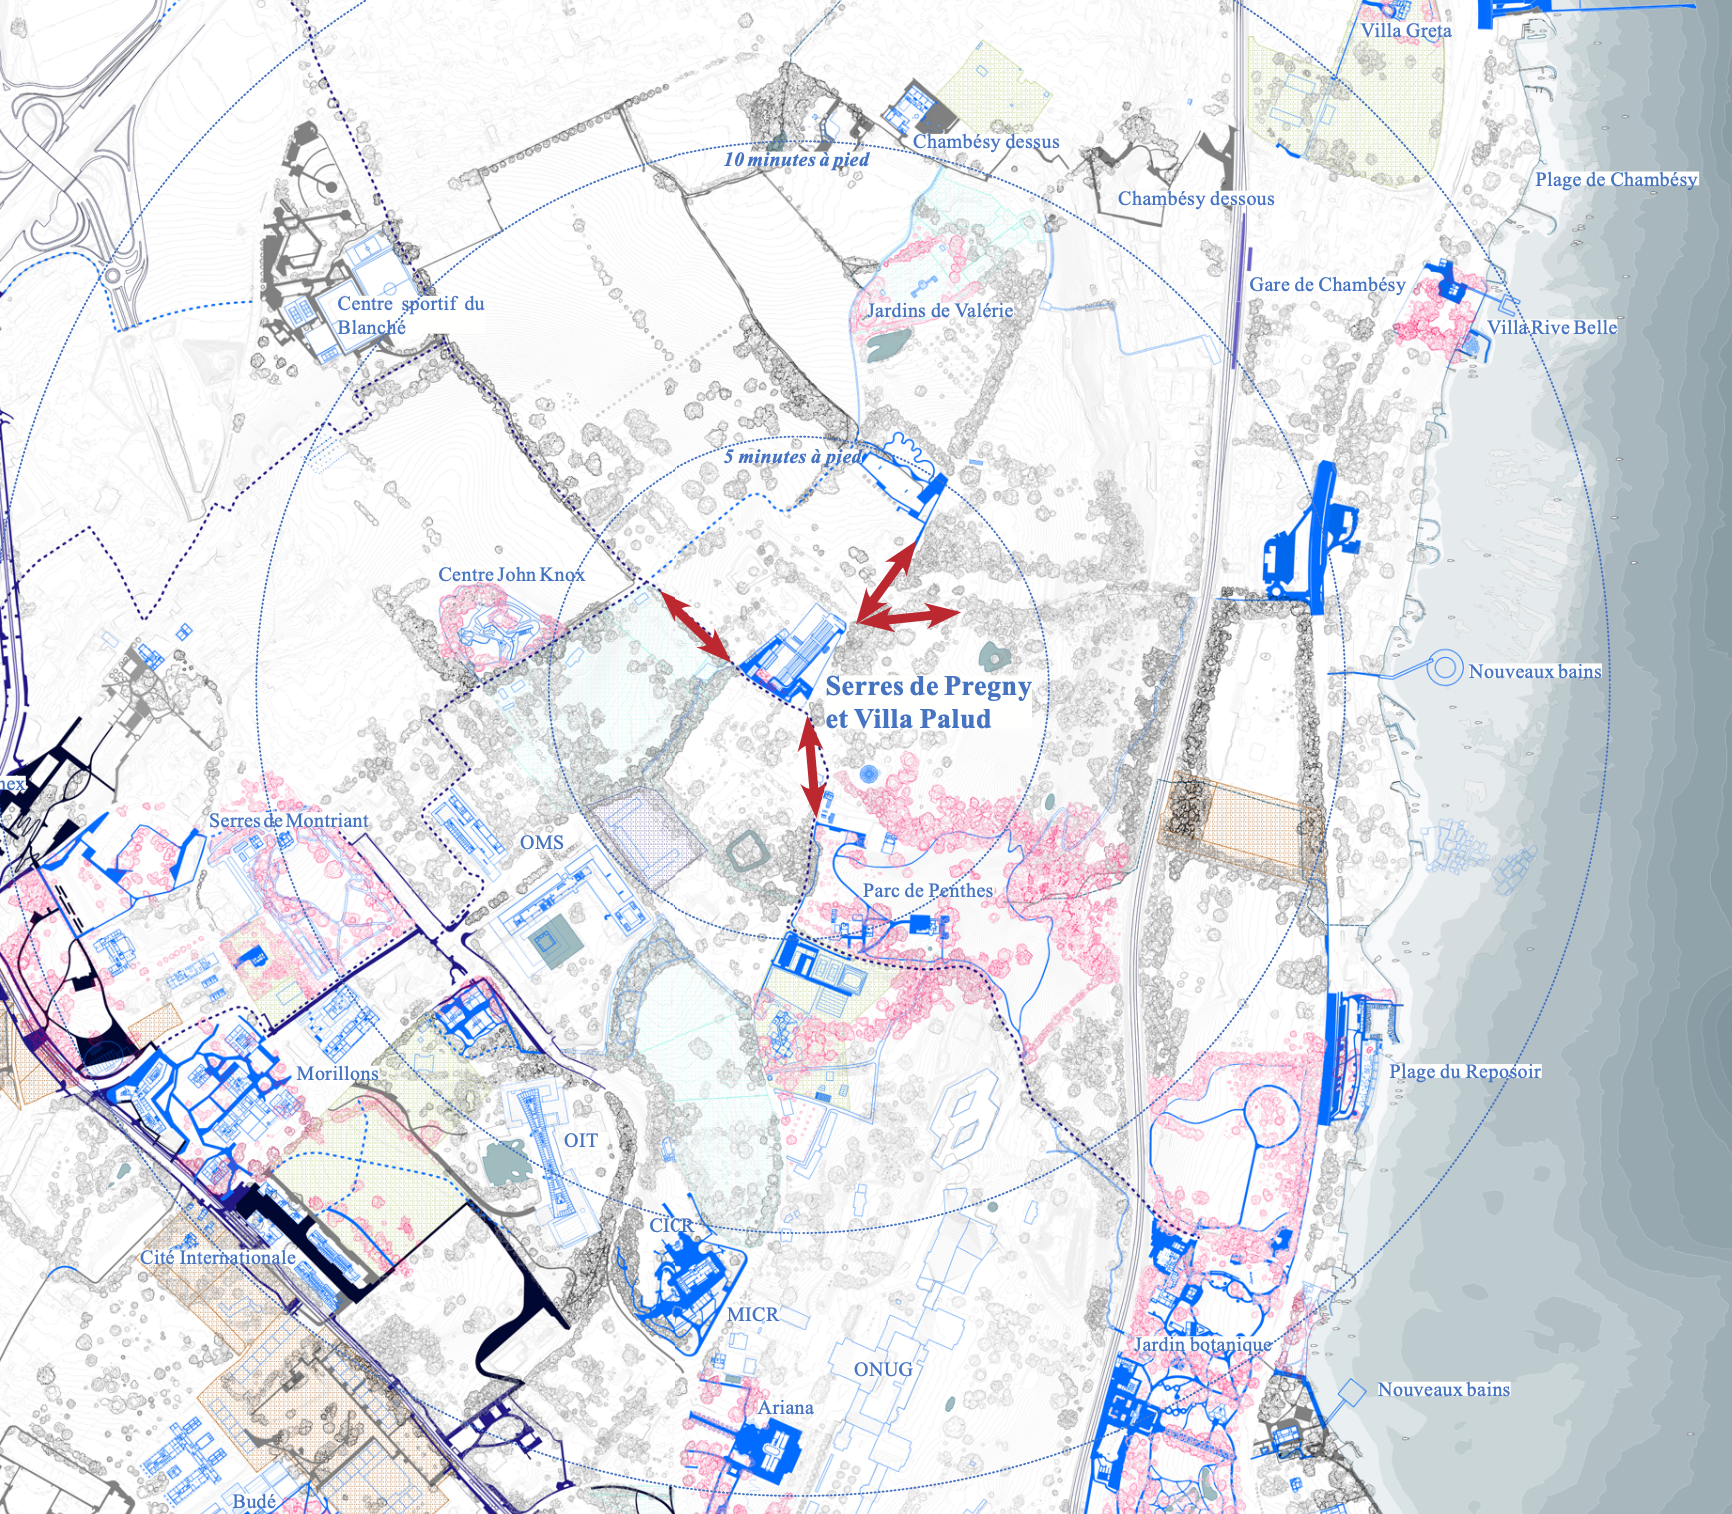 Villa Greta
Chambésy dessus
10 minutes à pied
Plage de Chambésy
Chambésy dessous
Gare de Chambésy
Centre sportif du
Blanché
Jardins de Valérie
Villa Rive Belle
5 minutes à pied
Centre John Knox
Nouveaux bains
Serres de Pregny
et Villa Palud
nex
Serres de Montriant
OMS
Parc de Penthes
Morillons
Plage du Reposoir
OIT
CICR
Cité Internationale
MICR
Jardin botanique
ONUG
Nouveaux bains
Ariana
Budé